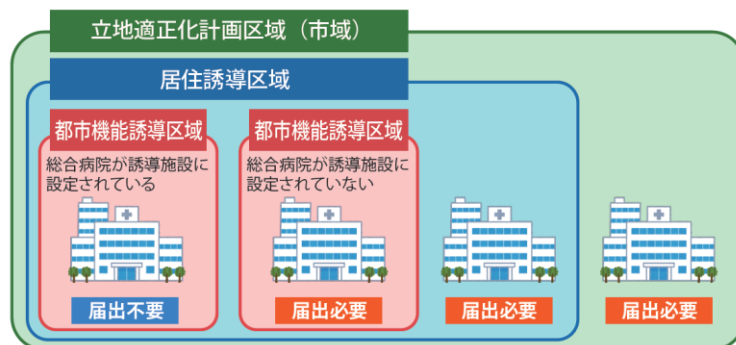 立地適正化計画区域（市域）
居住誘導区域
都市機能誘導区域
総合病院が誘導施設に
設定されている
届出不要
都市機能誘導区域
総合病院が誘導施設に
設定されていない
届出必要
届出必要
届出必要